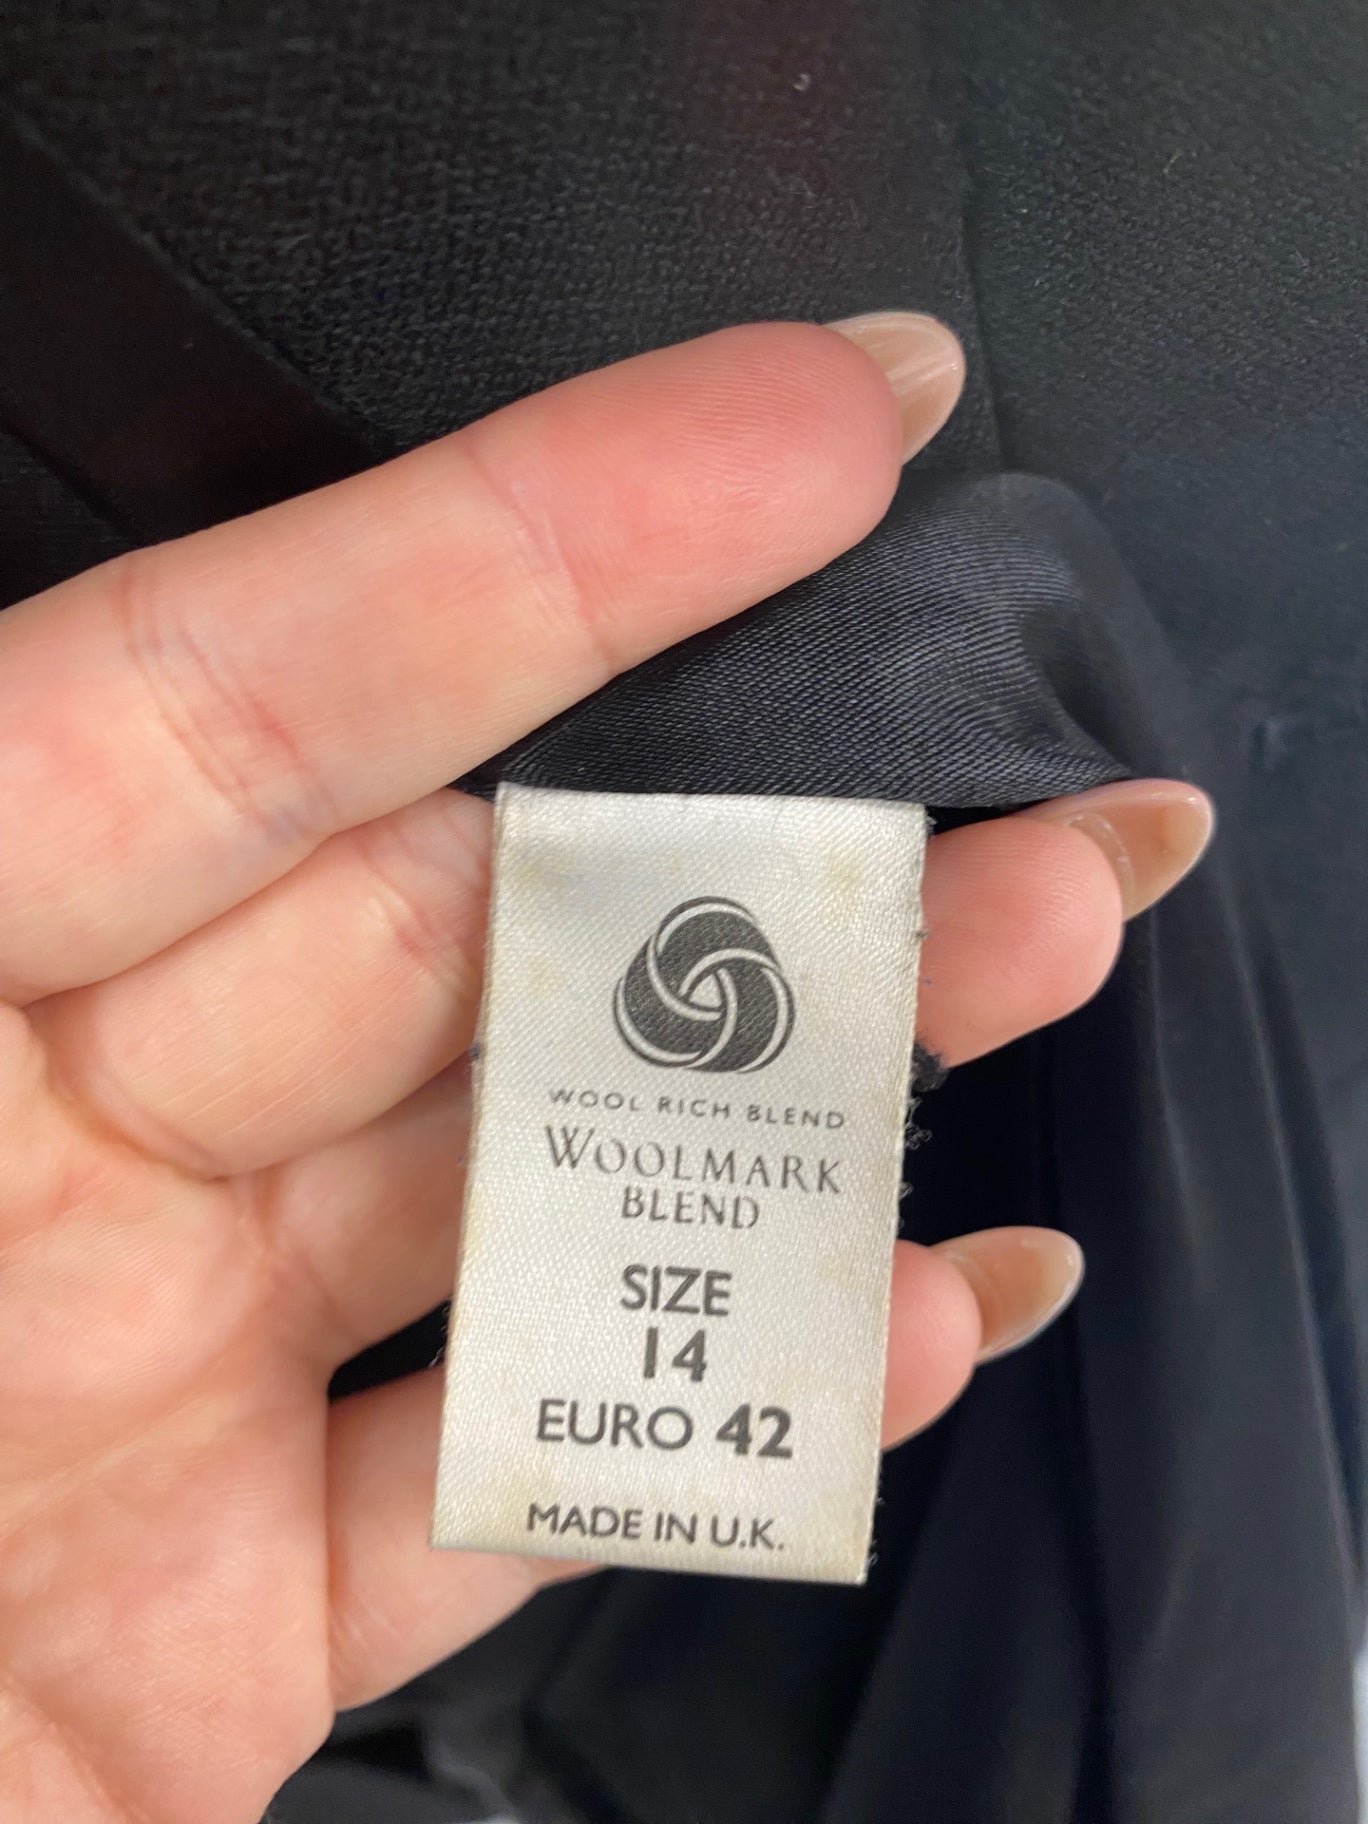 WOOL RICH BLEND
WOOLMARK
BLEND
SIZE
14
EURO 42
MADE IN U.K.